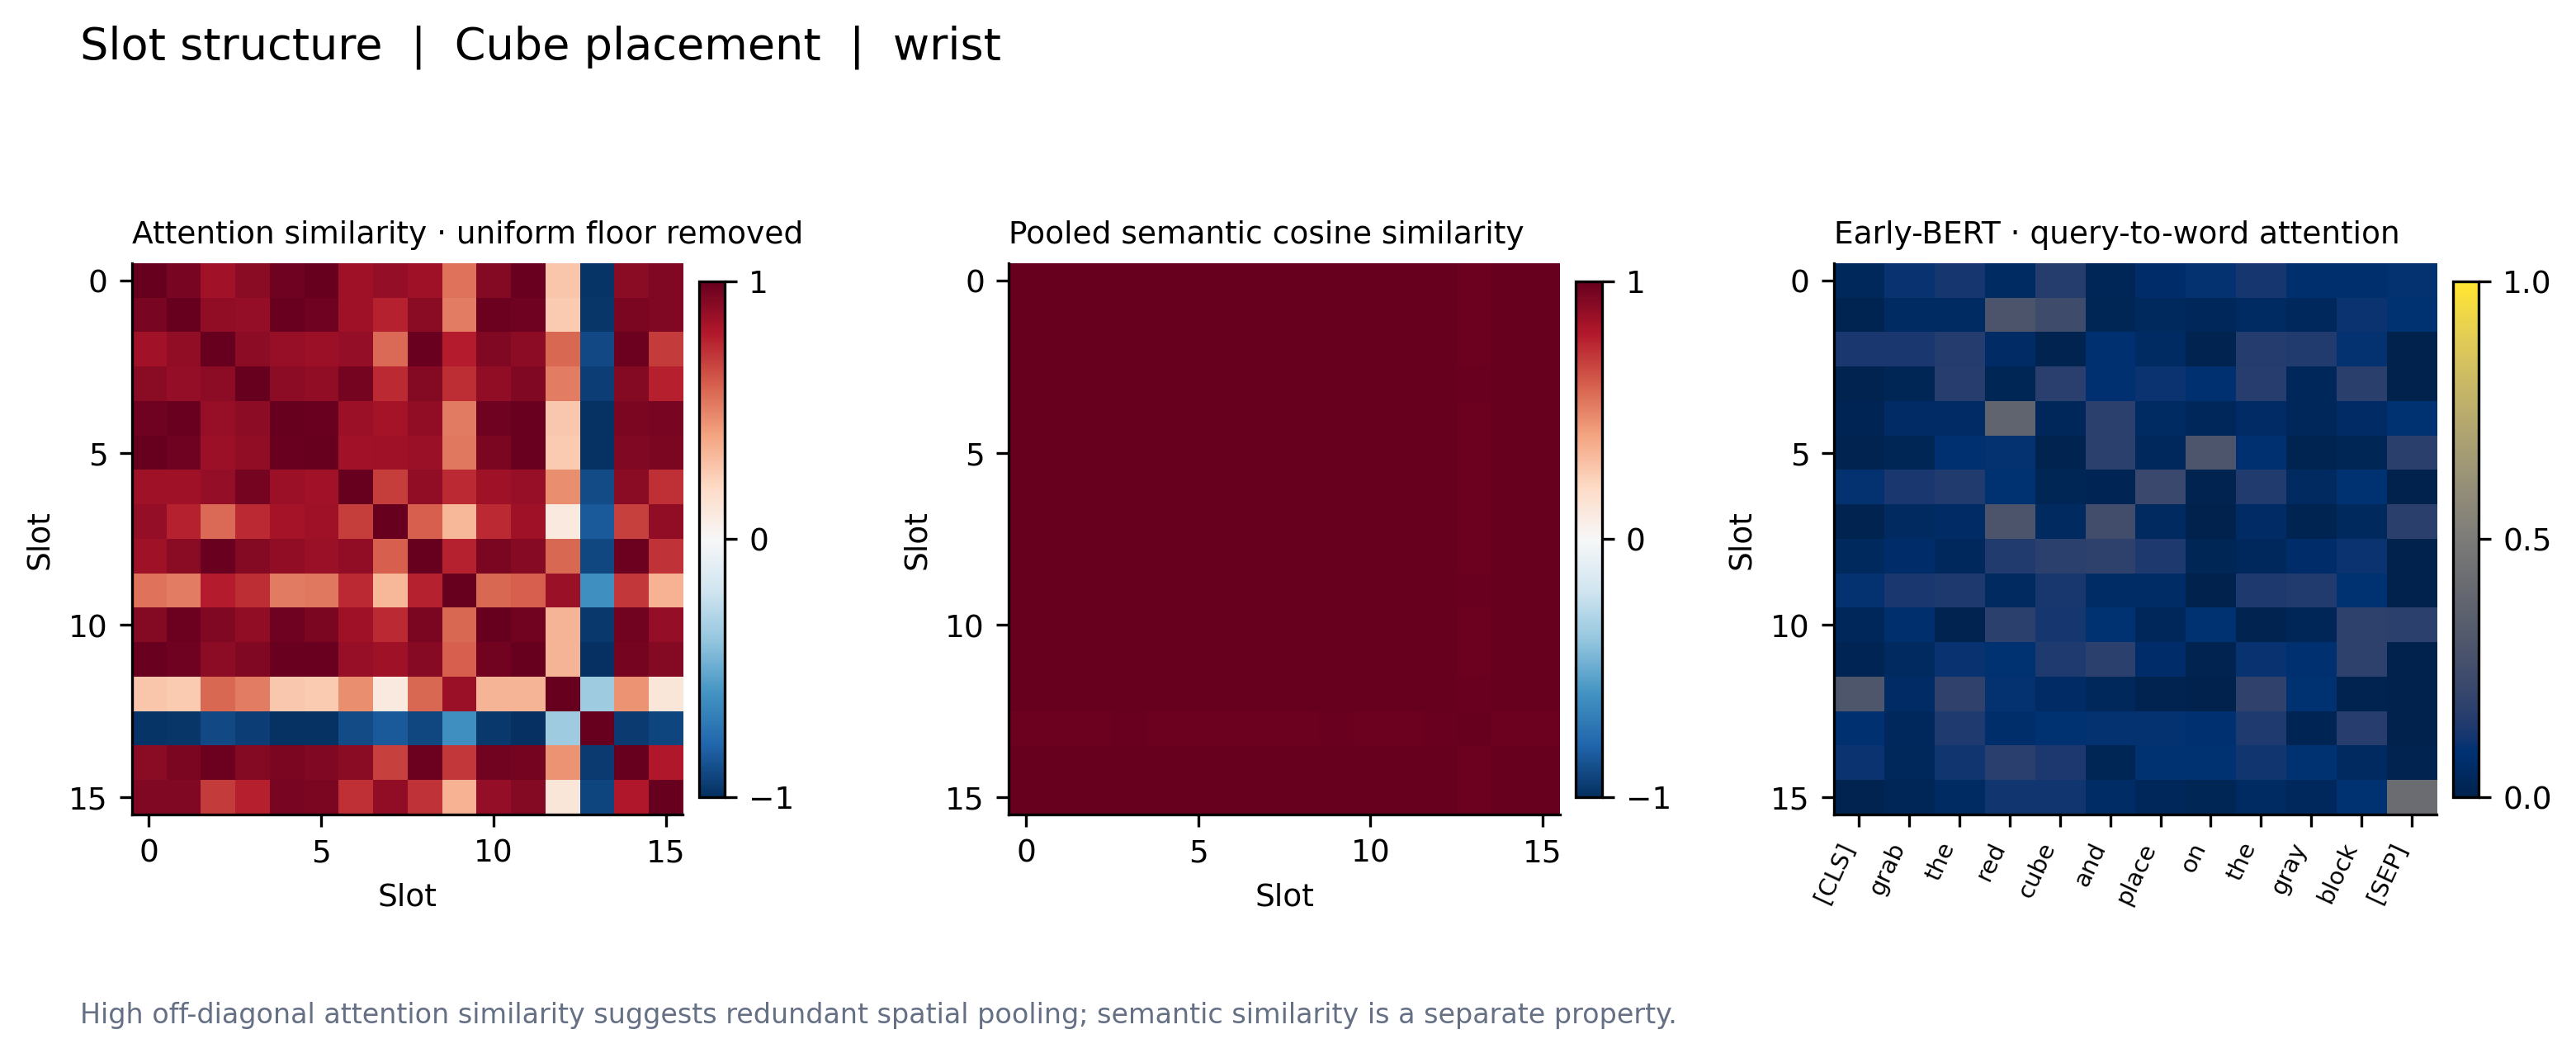 Slot structure | Cube placement | wrist
Attention similarity · uniform floor removed
0
5
10
15
Slot
0
5
10
15
Slot
1
0
−1
Pooled semantic cosine similarity
0
5
10
15
Slot
0
5
10
15
Slot
1
0
−1
Early-BERT · query-to-word attention
0
5
10
15
Slot
[CLS]
grab
the
red
cube
and
place
on
the
gray
block
[SEP]
1.0
0.5
0.0
High off-diagonal attention similarity suggests redundant spatial pooling; semantic similarity is a separate property.